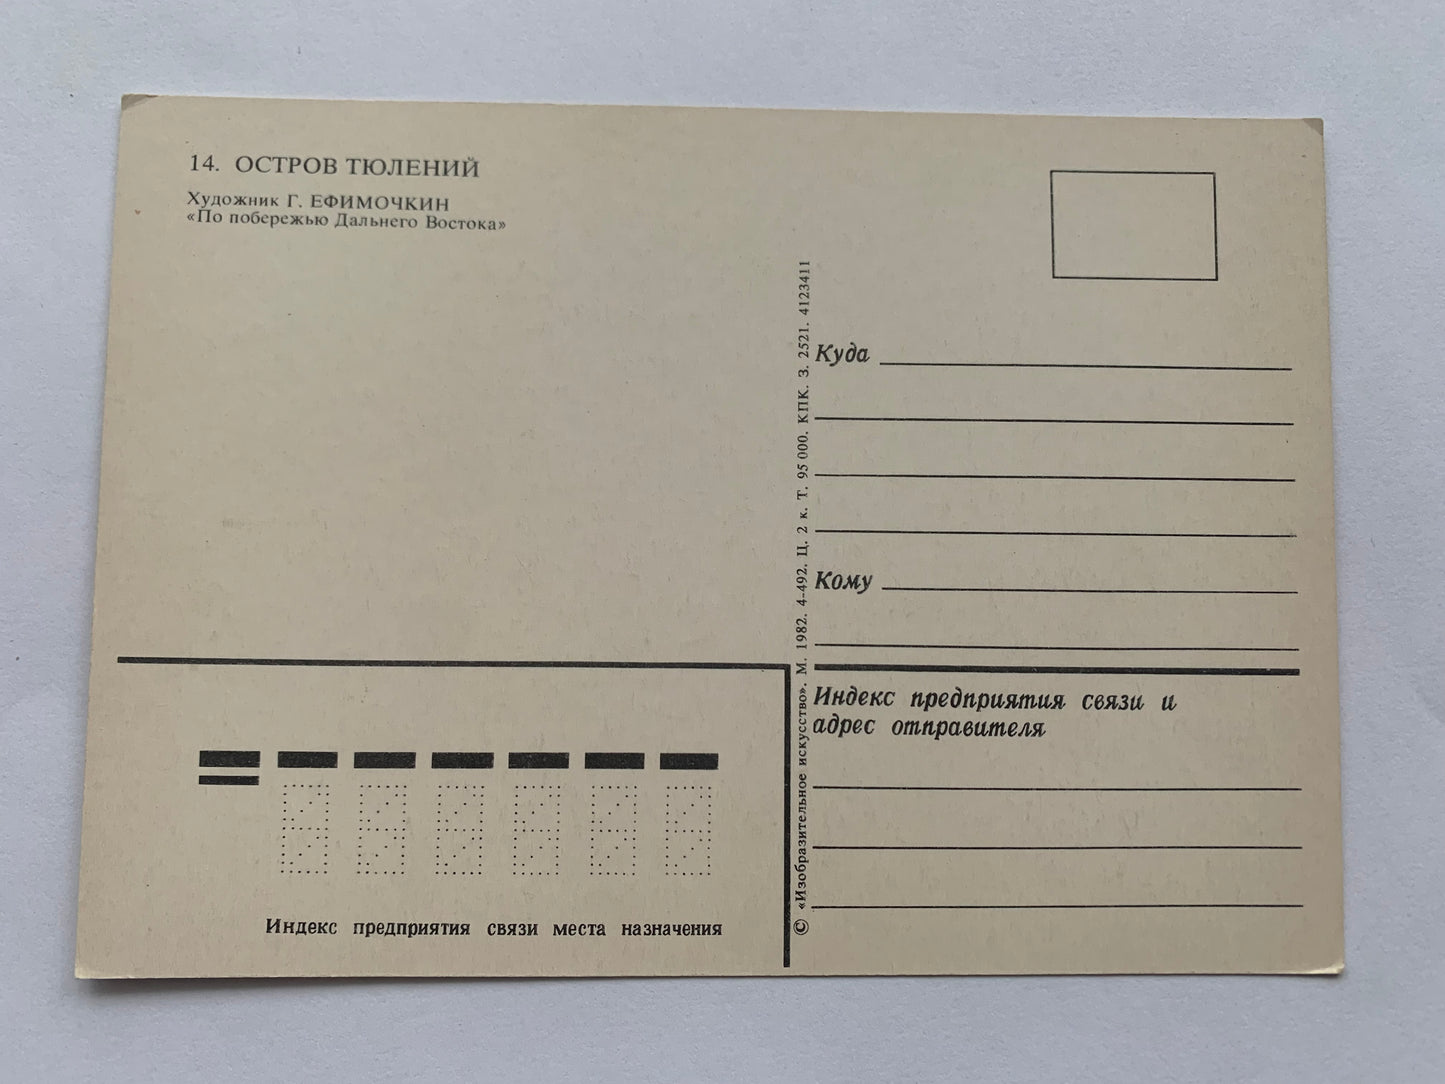 14. ОСТРОВ ТЮЛЕНИЙ
Художник Г. ЕФИМОЧКИН
«По побережью Дальнего Востока»
© «Изобразительное искусство». М. 1982. 4-492. Ц. 2 к. Т. 95 000. КПК. З. 2521. 4123411
Куда
Кому
Индекс предприятия связи и
адрес отправителя
Индекс предприятия связи места назначения